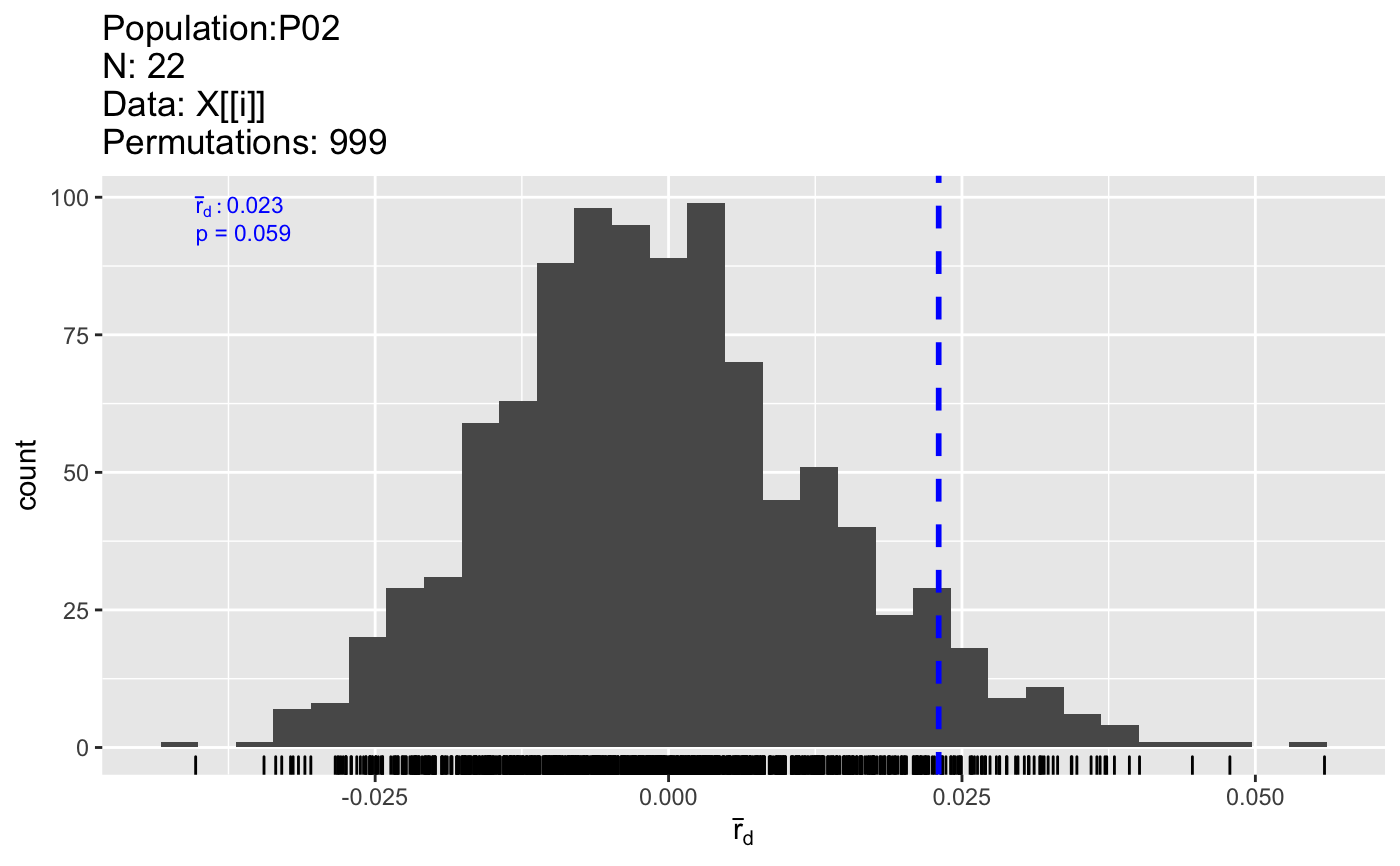 Population:P02
N: 22
Data: X[[i]]
Permutations: 999
r̄d : 0.023
p = 0.059
100
75
50
25
0
count
-0.025 0.000 0.025 0.050
r̄d